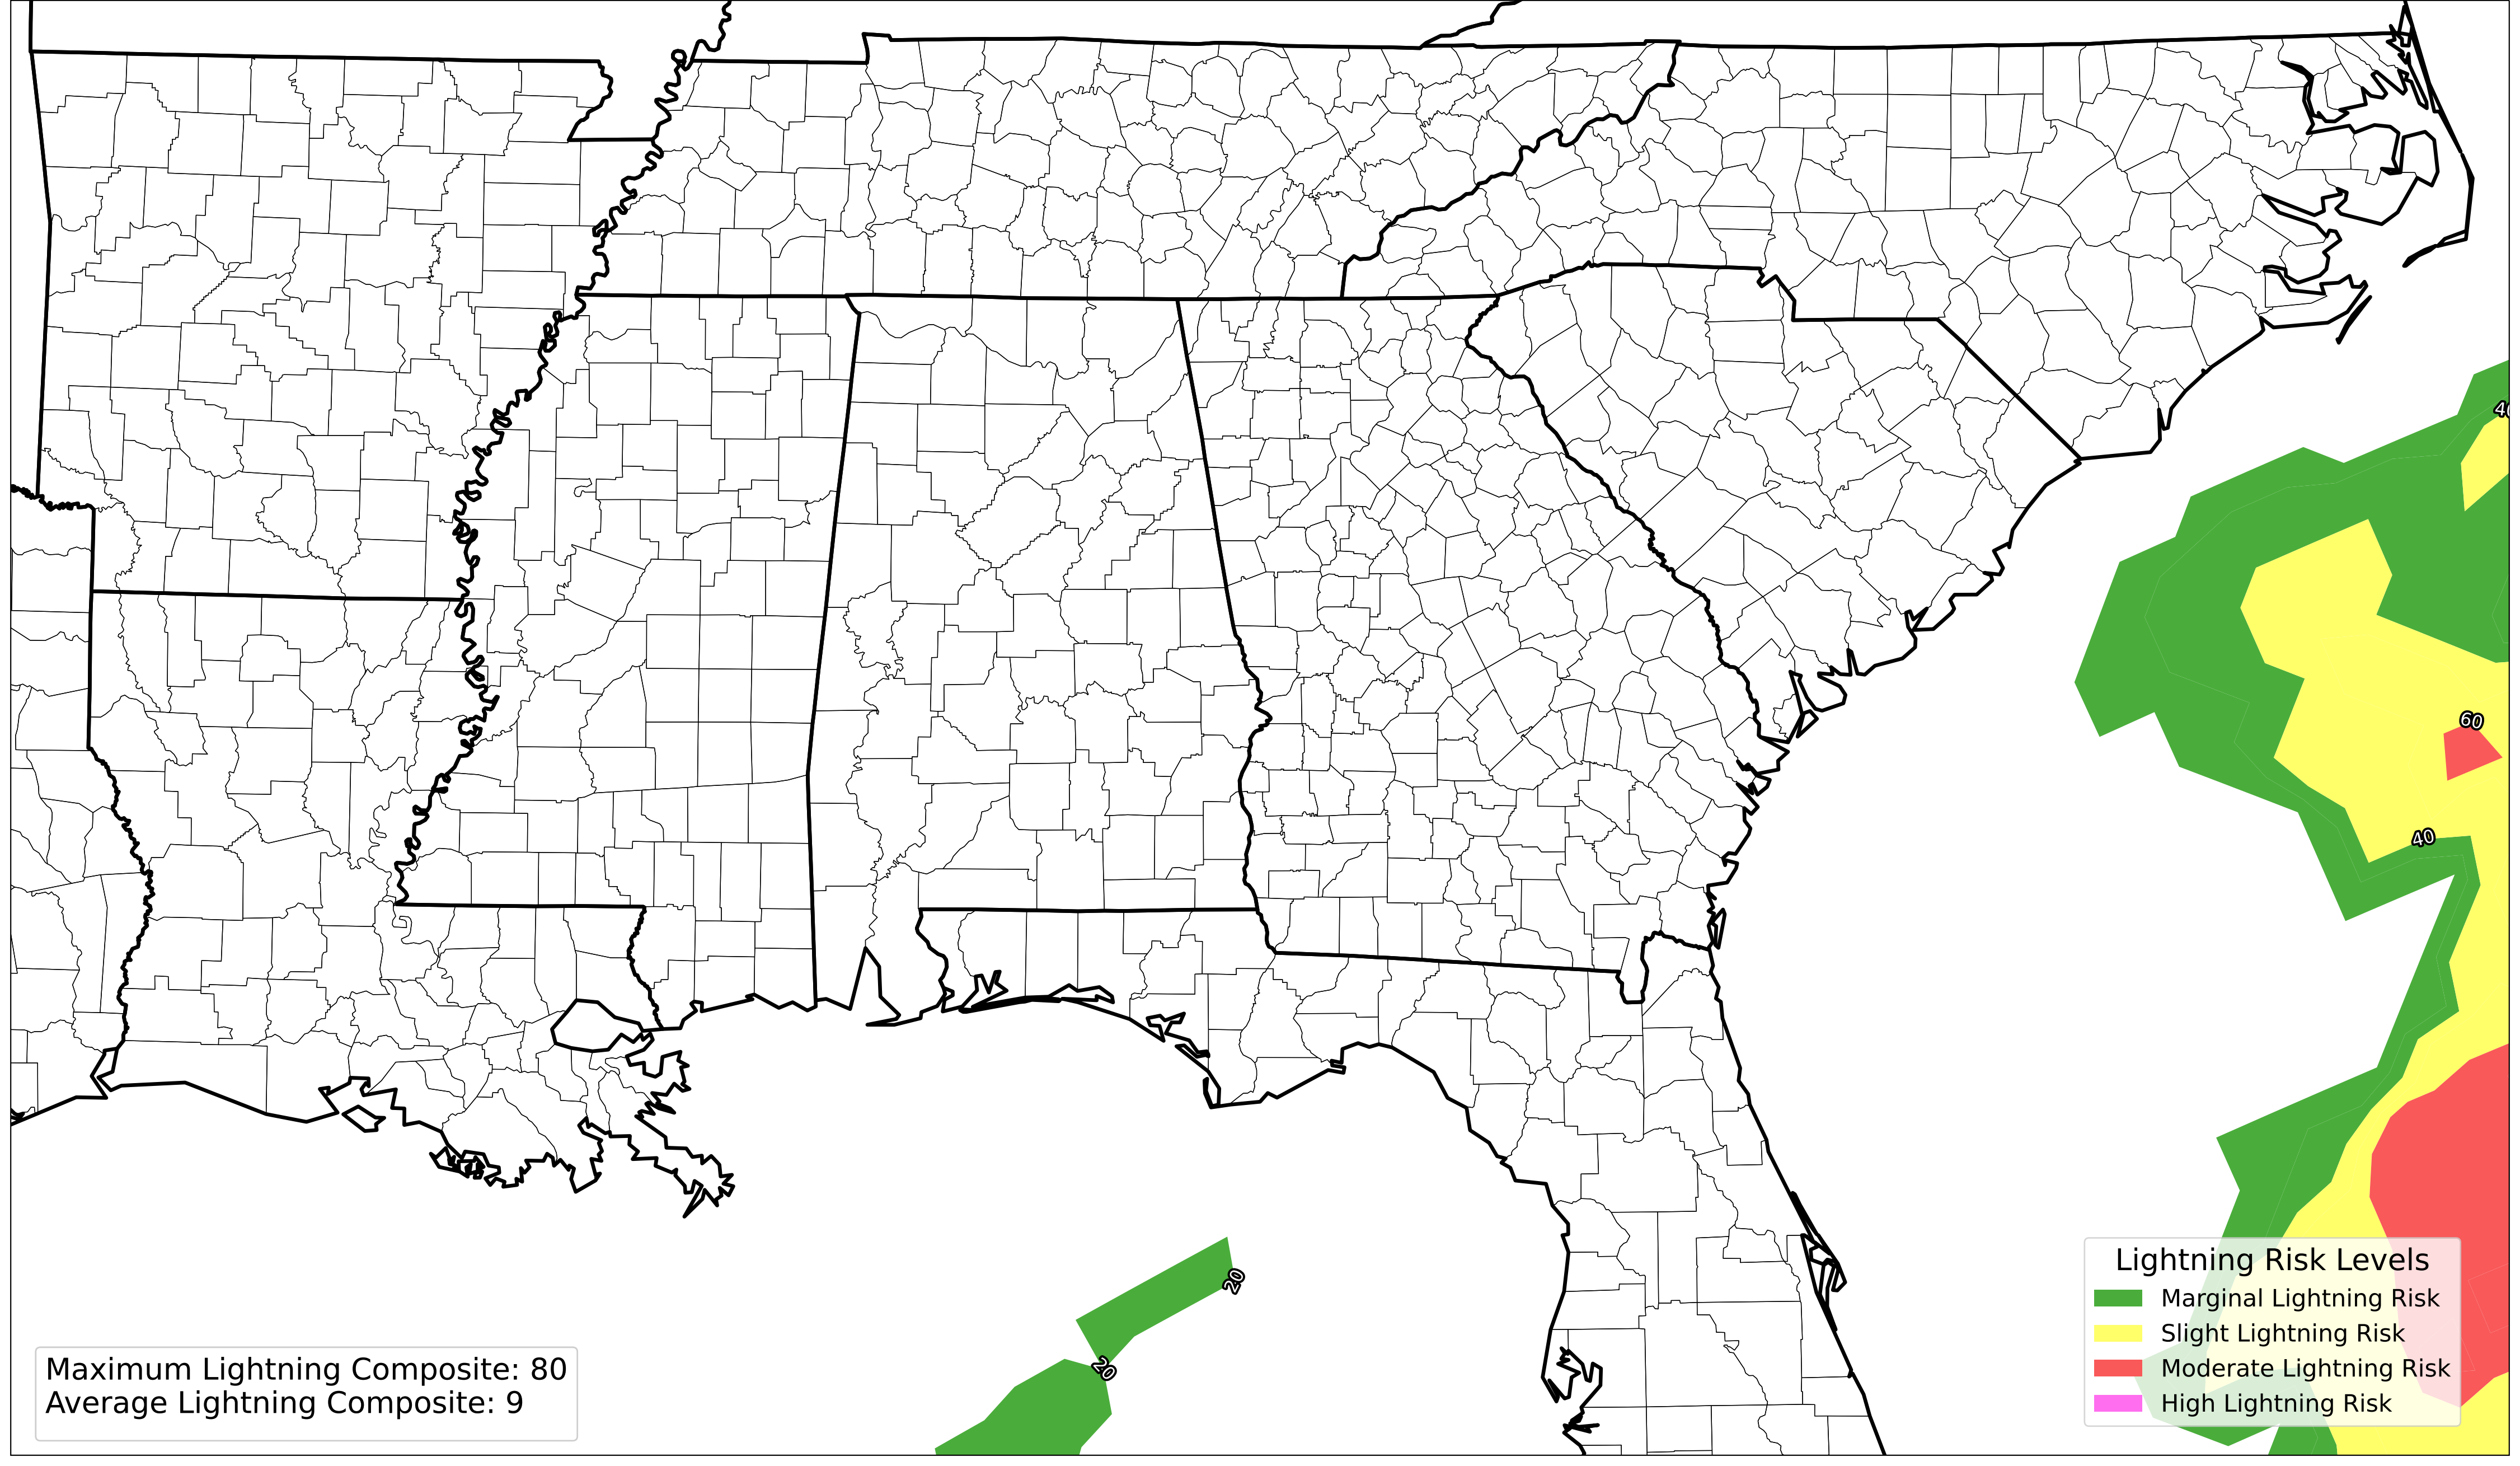 60
40
20
20
Lightning Risk Levels
Marginal Lightning Risk
Slight Lightning Risk
Moderate Lightning Risk
High Lightning Risk
Maximum Lightning Composite: 80
Average Lightning Composite: 9